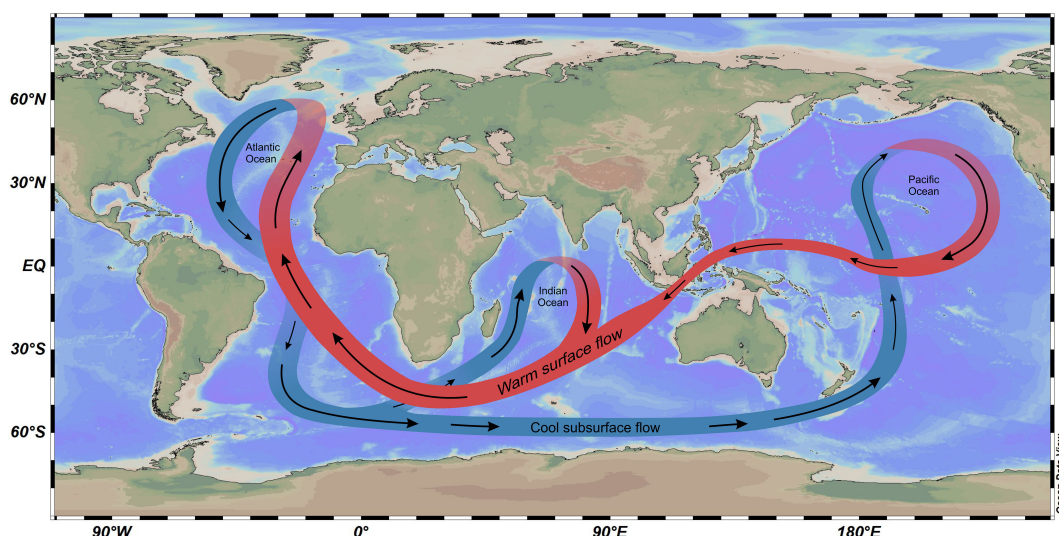 60°N
Atlantic
Ocean
30°N
Pacific
Ocean
EQ
Indian
Ocean
30°S
Warm surface flow
60°S
Cool subsurface flow
90°W
0°
90°E
180°E